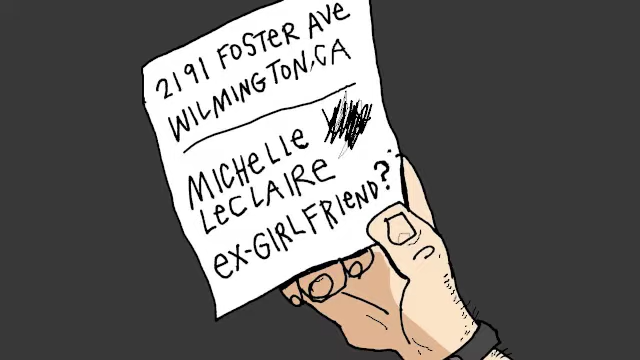 2191 FOSTER AVE
WILMINGTON, CA
MICHELLE
LECLAIRE
EX-GIRLFRIEND?